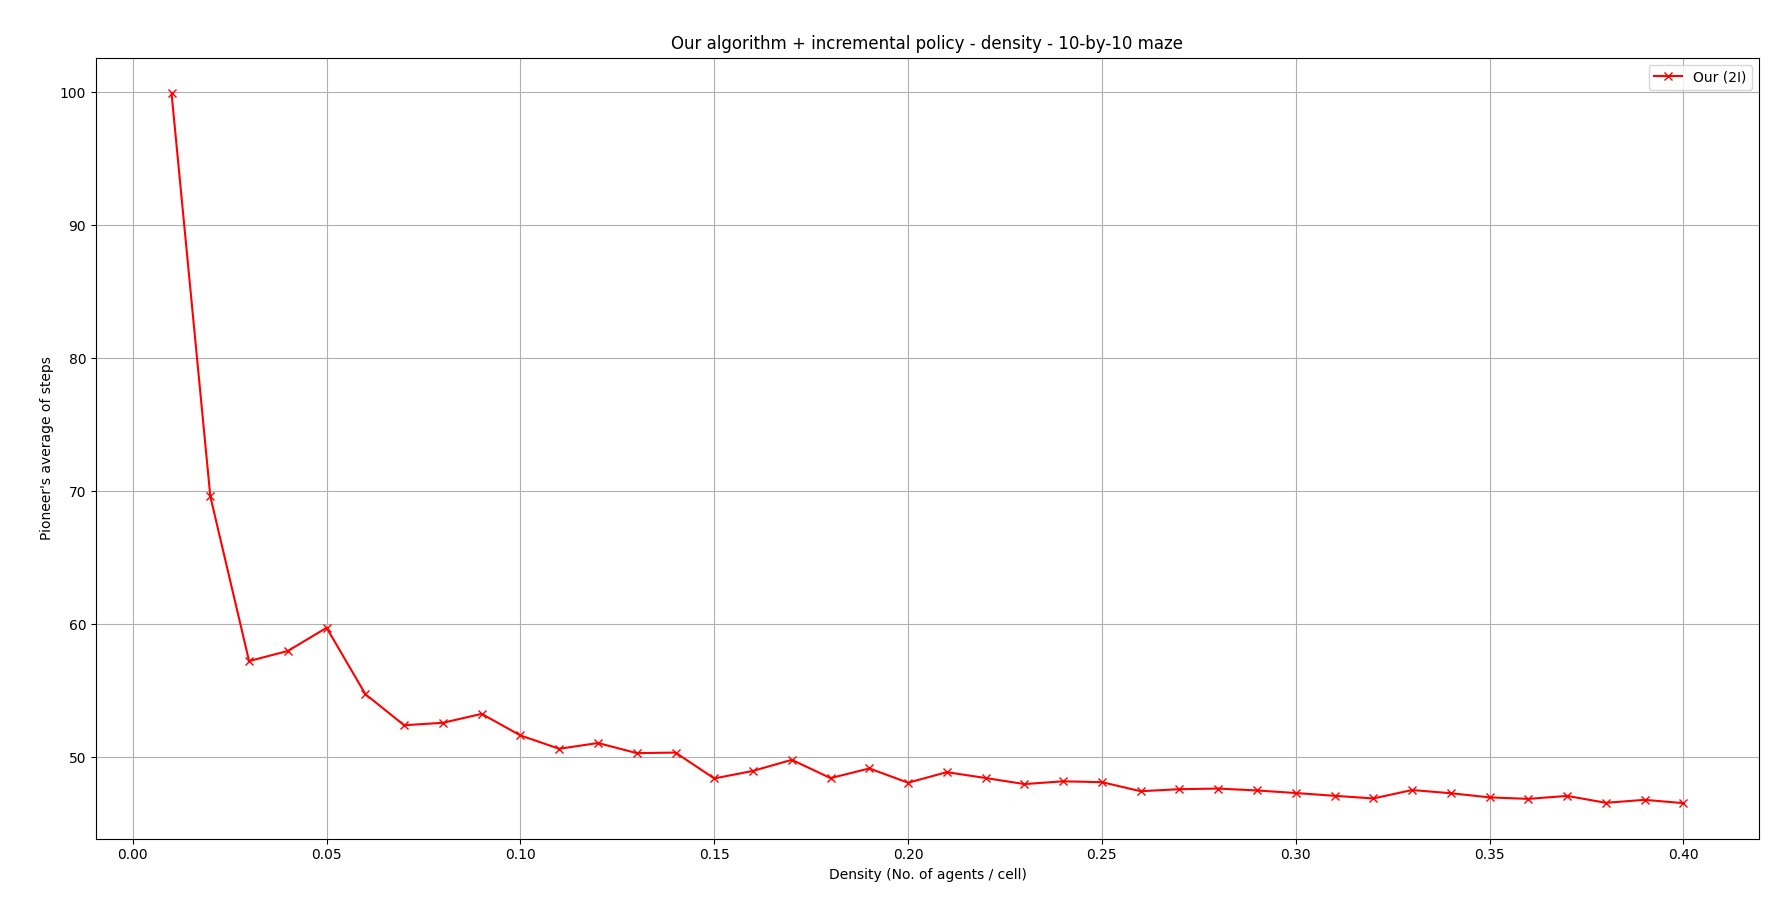 Our algorithm + incremental policy - density - 10-by-10 maze
Our (2I)
100
90
80
70
60
50
Pioneer's average of steps
0.00 0.05 0.10 0.15 0.20 0.25 0.30 0.35 0.40
Density (No. of agents / cell)